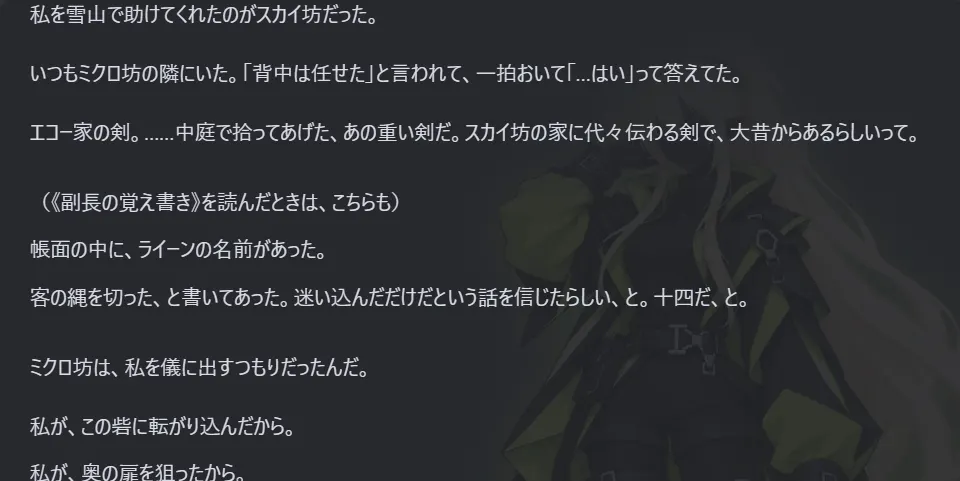 私を雪山で助けてくれたのがスカイ坊だった。
いつもミクロ坊の隣にいた。「背中は任せた」と言われて、一拍おいて「…はい」って答えてた。
エコー家の剣。……中庭で拾ってあげた、あの重い剣だ。スカイ坊の家に代々伝わる剣で、大昔からあるらしいって。
（《副長の覚え書き》を読んだときは、こちらも）
帳面の中に、ライーンの名前があった。
客の縄を切った、と書いてあった。迷い込んだだけだという話を信じたらしい、と。十四だ、と。
ミクロ坊は、私を儀に出すつもりだったんだ。
私が、この砦に転がり込んだから。
私が、奥の扉を狙ったから。